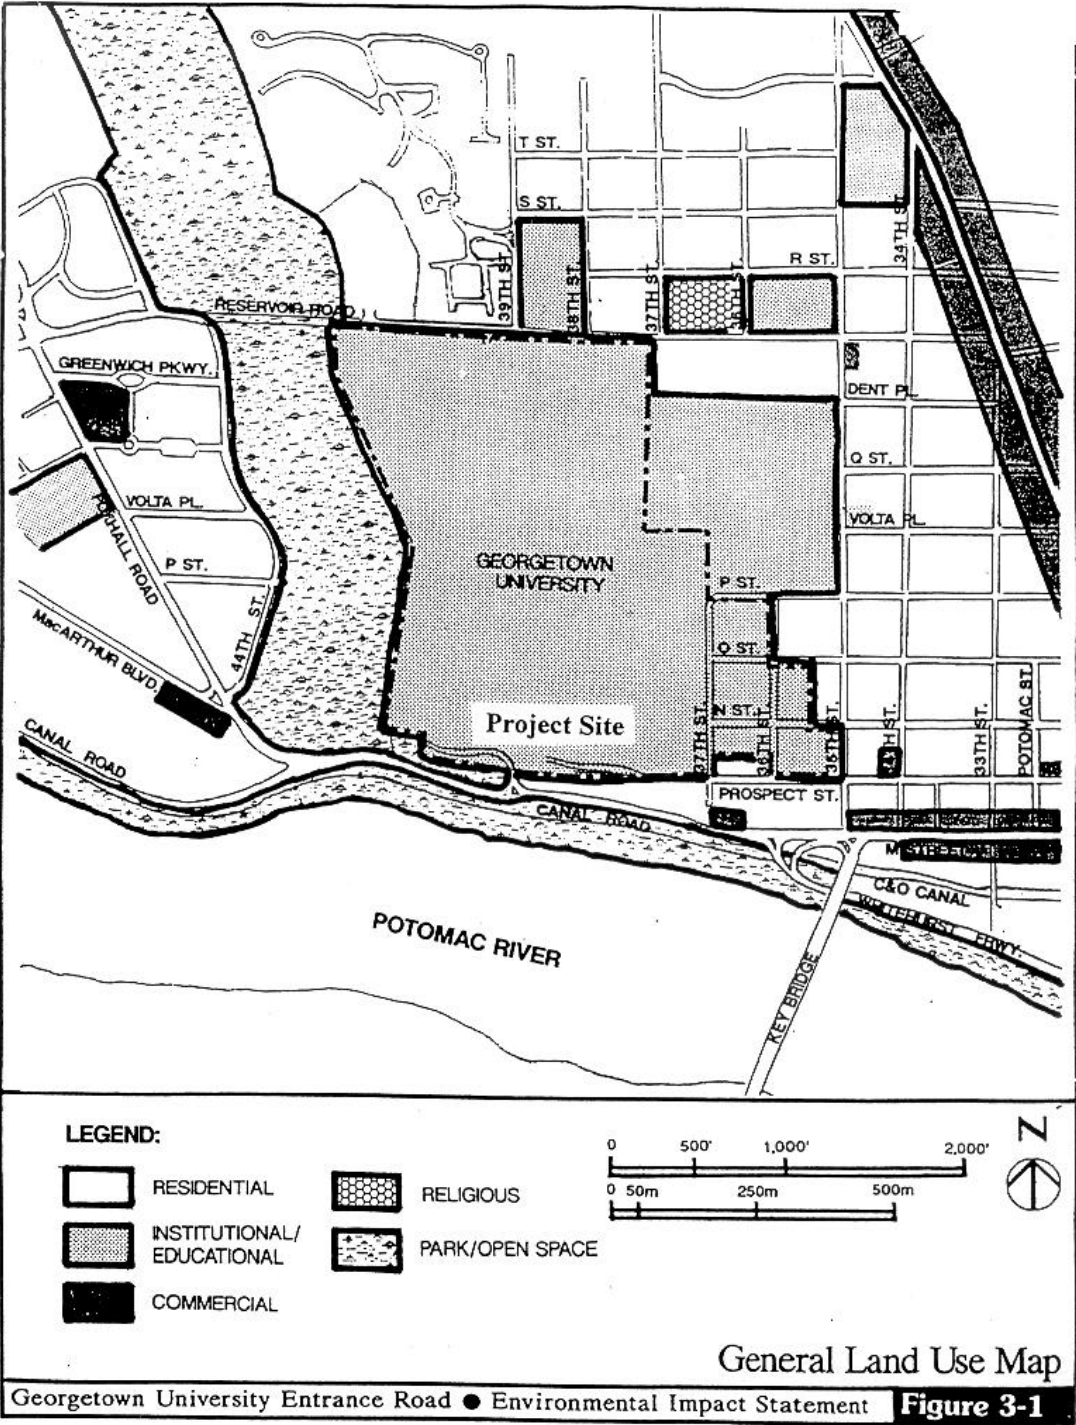 T ST.
S ST.
34TH ST.
R ST.
39TH ST.
38TH ST.
37TH ST.
36TH ST.
RESERVOIR ROAD
GREENWICH PKWY.
DENT PL.
Q ST.
VOLTA PL.
FOXHALL ROAD
VOLTA PL.
P ST.
GEORGETOWN
UNIVERSITY
P ST.
44TH ST.
MacARTHUR BLVD.
O ST.
N ST.
Project Site
37TH ST.
36TH ST.
35TH ST.
34TH ST.
33TH ST.
POTOMAC ST.
CANAL ROAD
PROSPECT ST.
CANAL ROAD
M STREET
C&O CANAL
WHITEHURST FRWY.
POTOMAC RIVER
KEY BRIDGE
LEGEND:
RESIDENTIAL
INSTITUTIONAL/
EDUCATIONAL
COMMERCIAL
RELIGIOUS
PARK/OPEN SPACE
0 500' 1,000' 2,000'
0 50m 250m 500m
N
General Land Use Map
Georgetown University Entrance Road ● Environmental Impact Statement Figure 3-1